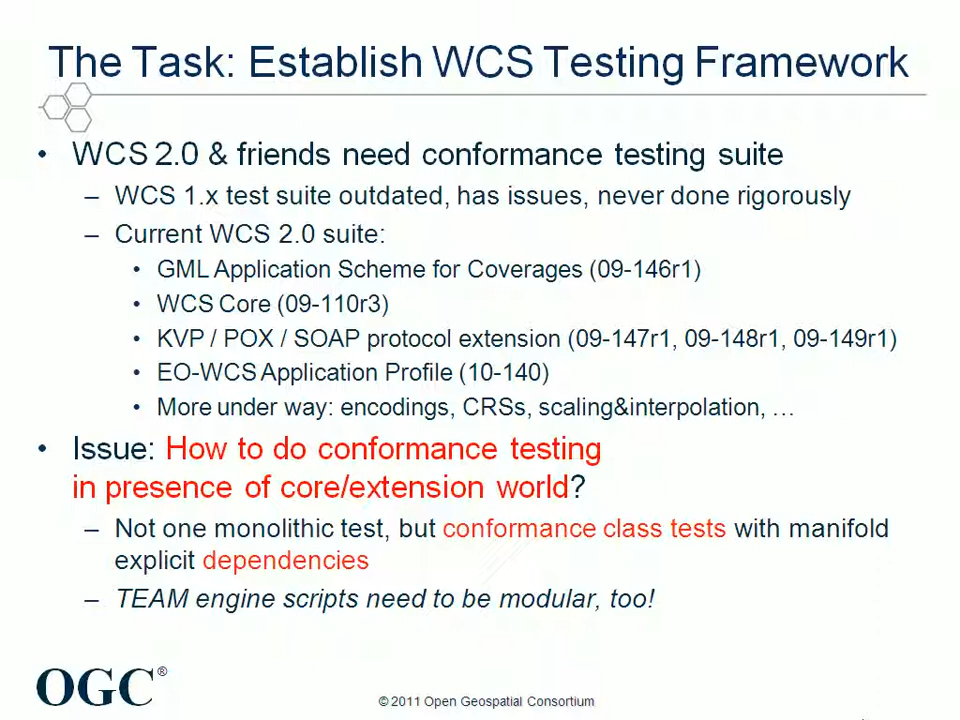 The Task: Establish WCS Testing Framework
• WCS 2.0 & friends need conformance testing suite
– WCS 1.x test suite outdated, has issues, never done rigorously
– Current WCS 2.0 suite:
• GML Application Scheme for Coverages (09-146r1)
• WCS Core (09-110r3)
• KVP / POX / SOAP protocol extension (09-147r1, 09-148r1, 09-149r1)
• EO-WCS Application Profile (10-140)
• More under way: encodings, CRSs, scaling&interpolation, …
• Issue: How to do conformance testing
in presence of core/extension world?
– Not one monolithic test, but conformance class tests with manifold
explicit dependencies
– TEAM engine scripts need to be modular, too!
OGC®
© 2011 Open Geospatial Consortium